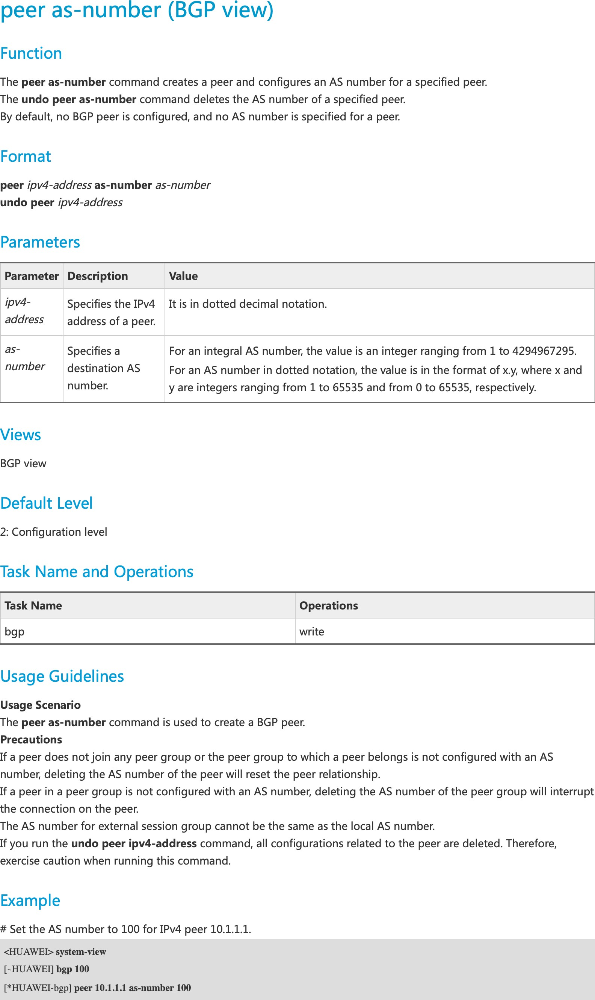 peer as-number (BGP view)
Function
The peer as-number command creates a peer and configures an AS number for a specified peer.
The undo peer as-number command deletes the AS number of a specified peer.
By default, no BGP peer is configured, and no AS number is specified for a peer.
Format
peer ipv4-address as-number as-number
undo peer ipv4-address
Parameters
Parameter Description Value
ipv4-
address
Specifies the IPv4
address of a peer.
It is in dotted decimal notation.
as-
number
Specifies a
destination AS
number.
For an integral AS number, the value is an integer ranging from 1 to 4294967295.
For an AS number in dotted notation, the value is in the format of x.y, where x and
y are integers ranging from 1 to 65535 and from 0 to 65535, respectively.
Views
BGP view
Default Level
2: Configuration level
Task Name and Operations
Task Name Operations
bgp write
Usage Guidelines
Usage Scenario
The peer as-number command is used to create a BGP peer.
Precautions
If a peer does not join any peer group or the peer group to which a peer belongs is not configured with an AS
number, deleting the AS number of the peer will reset the peer relationship.
If a peer in a peer group is not configured with an AS number, deleting the AS number of the peer group will interrupt
the connection on the peer.
The AS number for external session group cannot be the same as the local AS number.
If you run the undo peer ipv4-address command, all configurations related to the peer are deleted. Therefore,
exercise caution when running this command.
Example
# Set the AS number to 100 for IPv4 peer 10.1.1.1.
<HUAWEI> system-view
[~HUAWEI] bgp 100
[*HUAWEI-bgp] peer 10.1.1.1 as-number 100